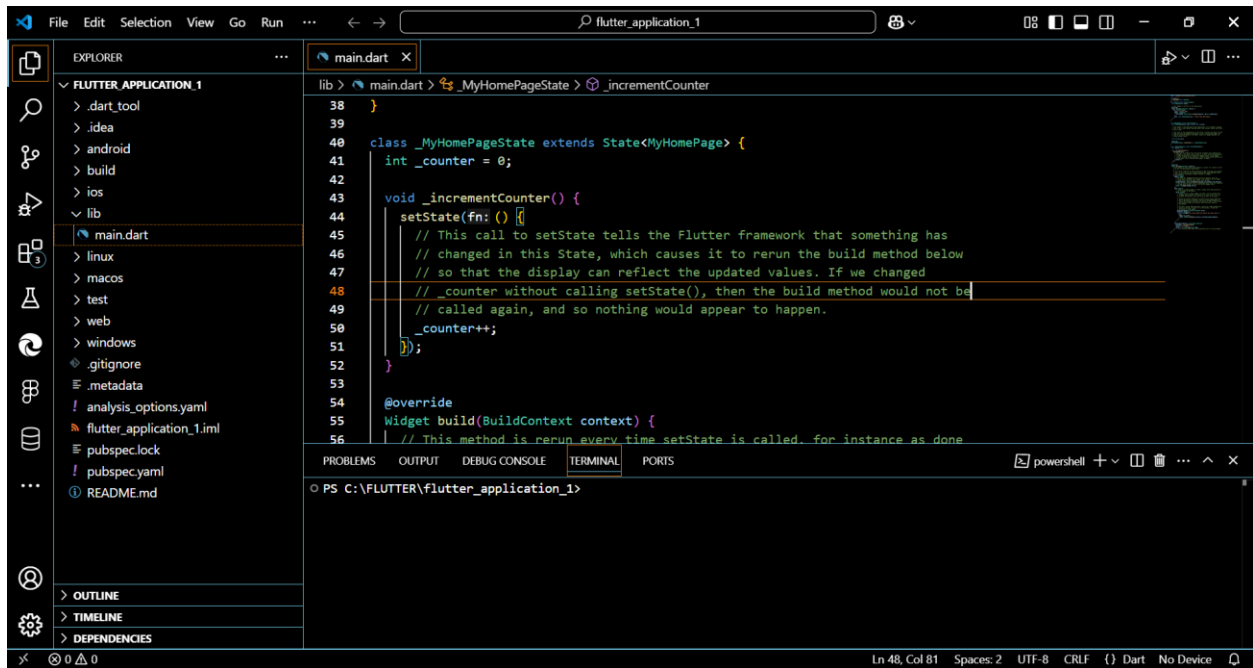 File Edit Selection View Go Run ··· flutter_application_1
EXPLORER ···
FLUTTER_APPLICATION_1
.dart_tool
.idea
android
build
ios
lib
main.dart
linux
macos
test
web
windows
.gitignore
.metadata
! analysis_options.yaml
flutter_application_1.iml
pubspec.lock
! pubspec.yaml
README.md
OUTLINE
TIMELINE
DEPENDENCIES
3
main.dart
lib > main.dart > _MyHomePageState > _incrementCounter
38 }
39
40 class _MyHomePageState extends State<MyHomePage> {
41 int _counter = 0;
42
43 void _incrementCounter() {
44 setState(fn: () {
45 // This call to setState tells the Flutter framework that something has
46 // changed in this State, which causes it to rerun the build method below
47 // so that the display can reflect the updated values. If we changed
48 // _counter without calling setState(), then the build method would not be
49 // called again, and so nothing would appear to happen.
50 _counter++;
51 });
52 }
53
54 @override
55 Widget build(BuildContext context) {
56 // This method is rerun every time setState is called, for instance as done
PROBLEMS OUTPUT DEBUG CONSOLE TERMINAL PORTS powershell
PS C:\FLUTTER\flutter_application_1>
0 0 Ln 48, Col 81 Spaces: 2 UTF-8 CRLF {} Dart No Device